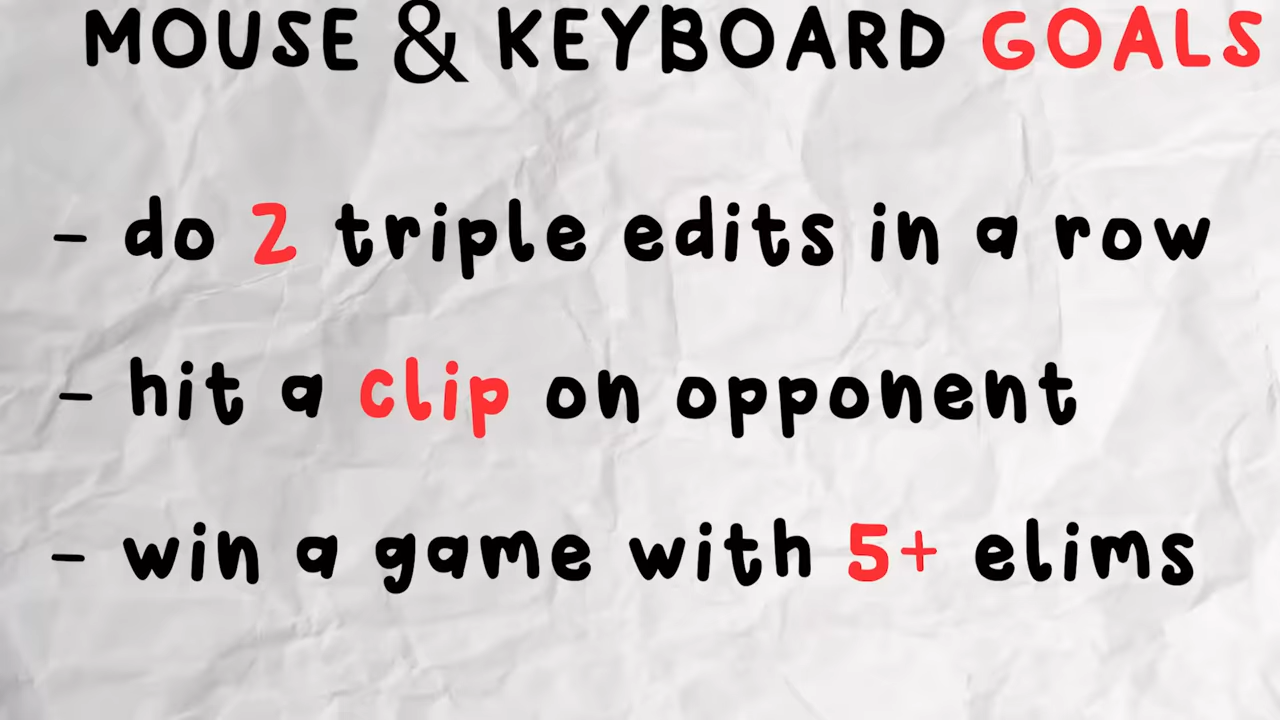 MOUSE & KEYBOARD GOALS
- do 2 triple edits in a row
- hit a clip on opponent
- win a game with 5+ elims